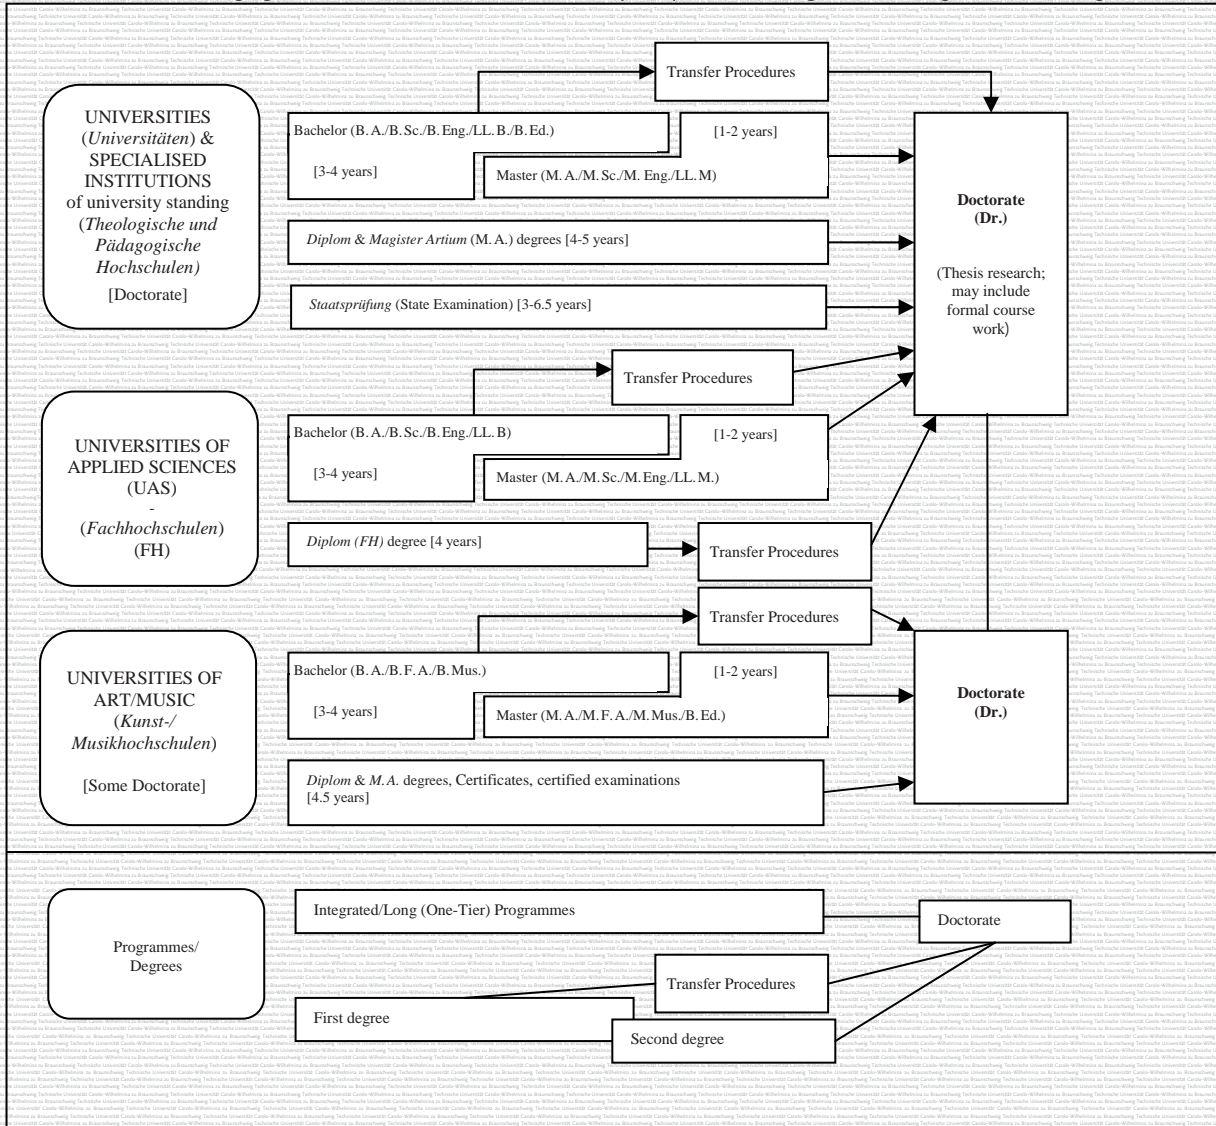 Transfer Procedures
UNIVERSITIES
(Universitäten) &
SPECIALISED
INSTITUTIONS
of university standing
(Theologische und
Pädagogische
Hochschulen)
[Doctorate]
Bachelor (B.A./B.Sc./B.Eng./LL.B./B.Ed.)
[3-4 years]
[1-2 years]
Master (M.A./M.Sc./M. Eng./LL.M)
Diplom & Magister Artium (M.A.) degrees [4-5 years]
Staatsprüfung (State Examination) [3-6.5 years]
Doctorate
(Dr.)
(Thesis research;
may include
formal course
work)
Transfer Procedures
UNIVERSITIES OF
APPLIED SCIENCES
(UAS)
-
(Fachhochschulen)
(FH)
Bachelor (B.A./B.Sc./B.Eng./LL.B)
[3-4 years]
[1-2 years]
Master (M.A./M.Sc./M.Eng./LL.M.)
Diplom (FH) degree [4 years]
Transfer Procedures
Transfer Procedures
UNIVERSITIES OF
ART/MUSIC
(Kunst-/
Musikhochschulen)
[Some Doctorate]
Bachelor (B.A./B.F.A./B.Mus.)
[3-4 years]
[1-2 years]
Master (M.A./M.F.A./M.Mus./B.Ed.)
Diplom & M.A. degrees, Certificates, certified examinations
[4.5 years]
Doctorate
(Dr.)
Programmes/
Degrees
Integrated/Long (One-Tier) Programmes
Doctorate
Transfer Procedures
First degree
Second degree